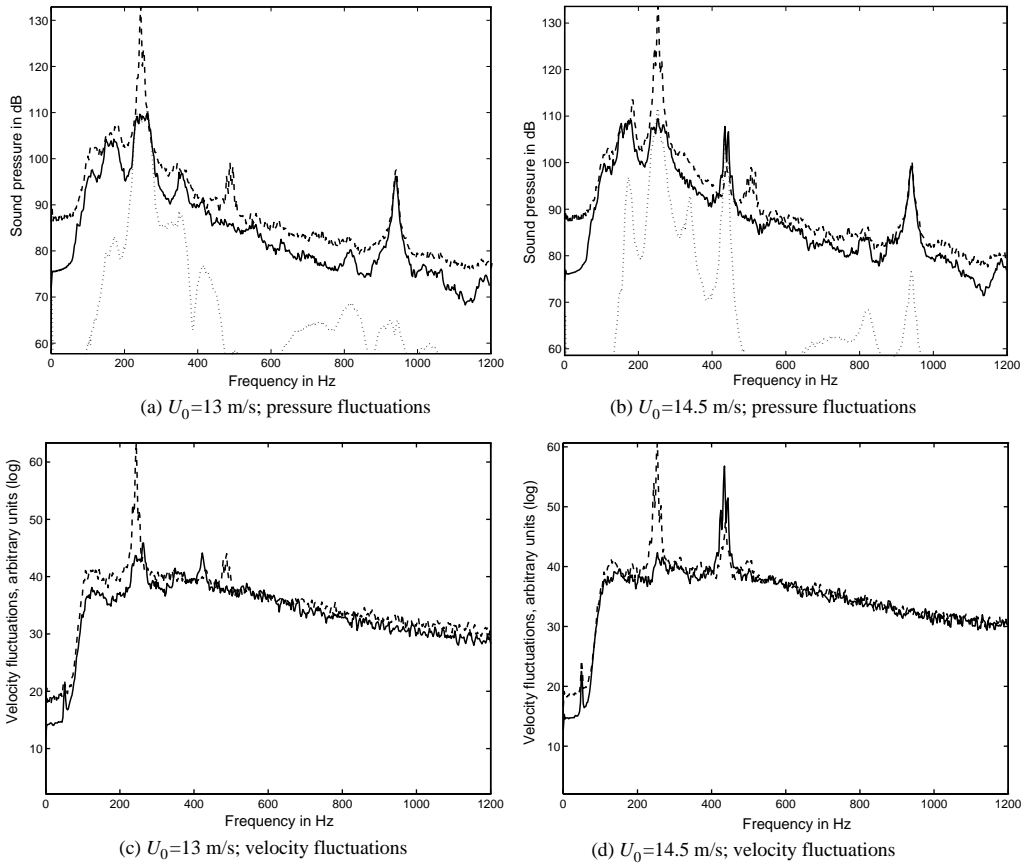 130
120
110
100
90
80
70
60
0 200 400 600 800 1000 1200
Sound pressure in dB
Frequency in Hz
(a) U0=13 m/s; pressure fluctuations
130
120
110
100
90
80
70
60
0 200 400 600 800 1000 1200
Sound pressure in dB
Frequency in Hz
(b) U0=14.5 m/s; pressure fluctuations
60
50
40
30
20
10
0 200 400 600 800 1000 1200
Velocity fluctuations, arbitrary units (log)
Frequency in Hz
(c) U0=13 m/s; velocity fluctuations
60
50
40
30
20
10
0 200 400 600 800 1000 1200
Velocity fluctuations, arbitrary units (log)
Frequency in Hz
(d) U0=14.5 m/s; velocity fluctuations